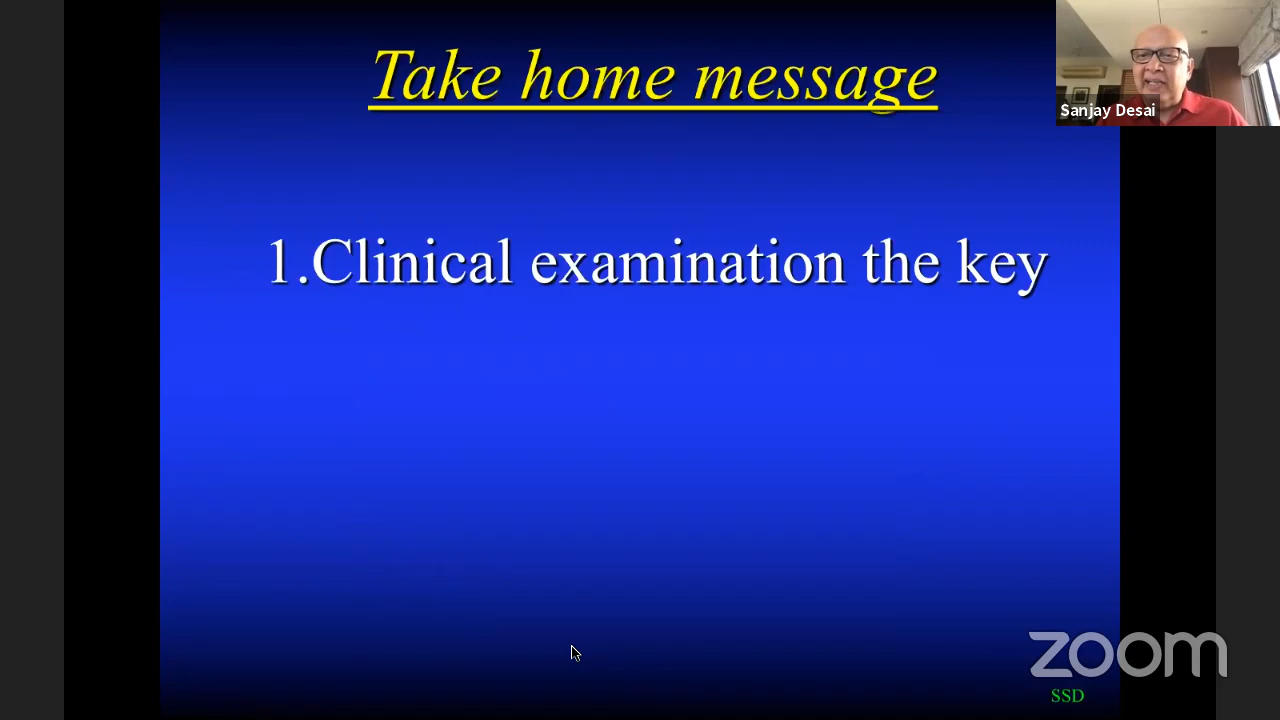 Take home message
Sanjay Desai
1.Clinical examination the key
zoom
SSD